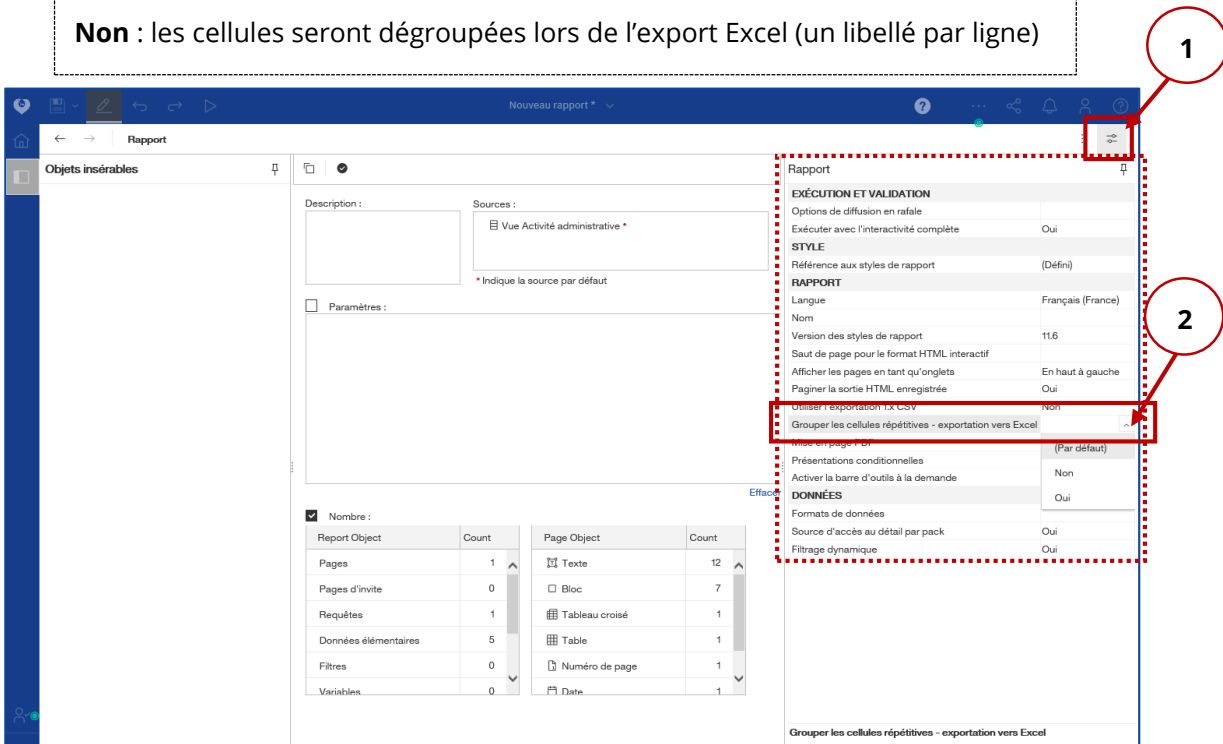 Non : les cellules seront dégroupées lors de l'export Excel (un libellé par ligne)
1
Nouveau rapport *
Rapport
Objets insérables
Description :
Sources :
Vue Activité administrative *
* Indique la source par défaut
Paramètres :
Effacer
Nombre :
Report Object Count
Pages 1
Pages d'invite 0
Requêtes 1
Données élémentaires 5
Filtres 0
Variables 0
Page Object Count
Texte 12
Bloc 7
Tableau croisé 1
Table 1
Numéro de page 1
Date 1
Rapport
EXÉCUTION ET VALIDATION
Options de diffusion en rafale
Exécuter avec l'interactivité complète Oui
STYLE
Référence aux styles de rapport (Défini)
RAPPORT
Langue Français (France)
Nom
Version des styles de rapport 11.6
Saut de page pour le format HTML interactif
Afficher les pages en tant qu'onglets En haut à gauche
Paginer la sortie HTML enregistrée Oui
Utiliser l'exportation 1.x CSV Non
Grouper les cellules répétitives - exportation vers Excel
Mise en page PDF
Présentations conditionnelles
Activer la barre d'outils à la demande
(Par défaut)
Non
Oui
DONNÉES
Formats de données
Source d'accès au détail par pack Oui
Filtrage dynamique Oui
2
Grouper les cellules répétitives - exportation vers Excel